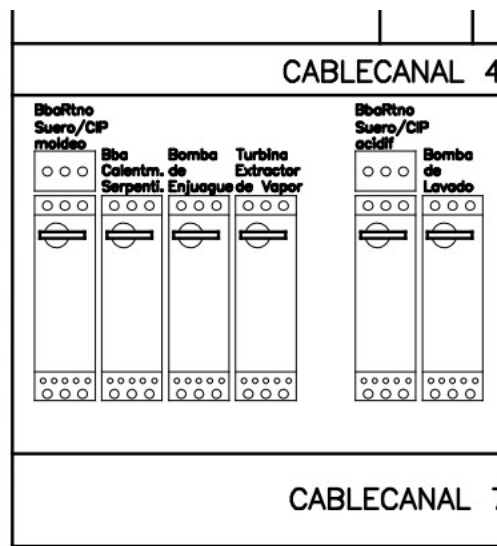 CABLECANAL 4
BbaRtno
Suero/CIP
moldeo
Bba
Calentm.
Serpenti.
Bomba
de
Enjuague
Turbina
Extractor
de Vapor
BbaRtno
Suero/CIP
acidif
Bomba
de
Lavado
CABLECANAL